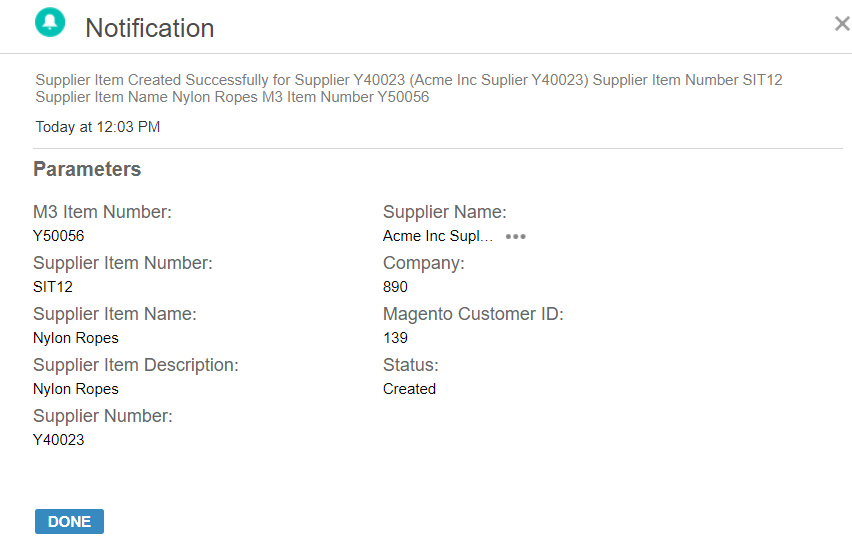 Notification
Supplier Item Created Successfully for Supplier Y40023 (Acme Inc Suplier Y40023) Supplier Item Number SIT12
Supplier Item Name Nylon Ropes M3 Item Number Y50056
Today at 12:03 PM
Parameters
M3 Item Number:
Y50056
Supplier Item Number:
SIT12
Supplier Item Name:
Nylon Ropes
Supplier Item Description:
Nylon Ropes
Supplier Number:
Y40023
Supplier Name:
Acme Inc Supl...
Company:
890
Magento Customer ID:
139
Status:
Created
DONE